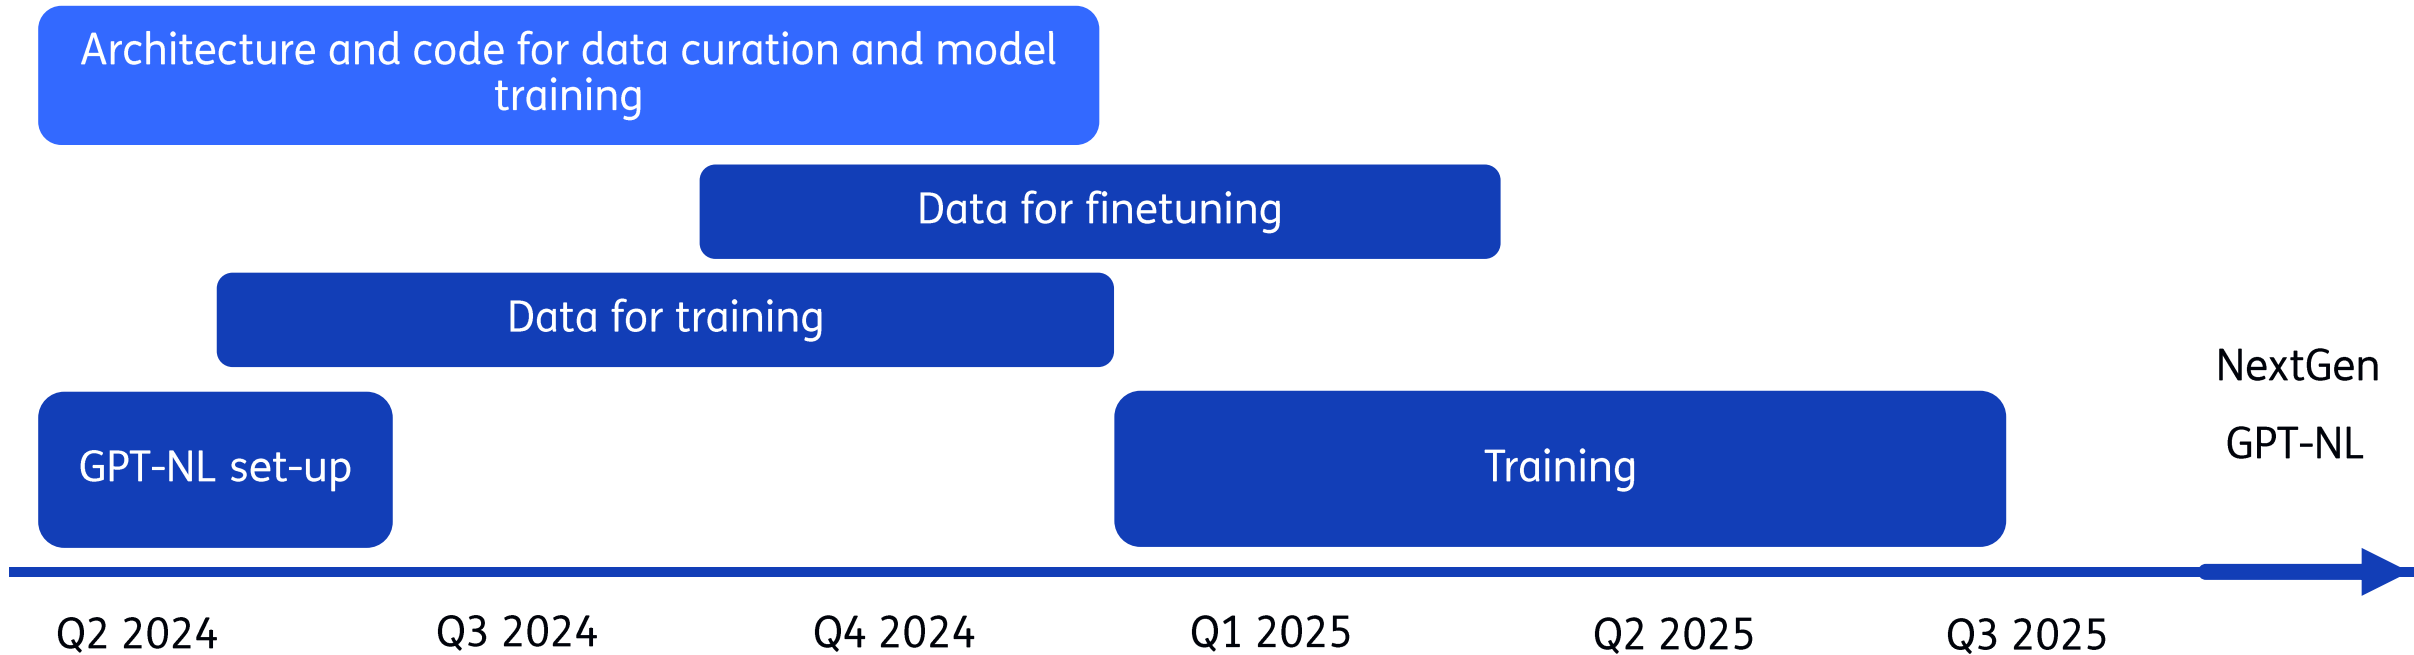 Architecture and code for data curation and model
training
Data for finetuning
Data for training
NextGen
GPT-NL
GPT-NL set-up
Training
Q2 2024
Q3 2024
Q4 2024
Q1 2025
Q2 2025
Q3 2025